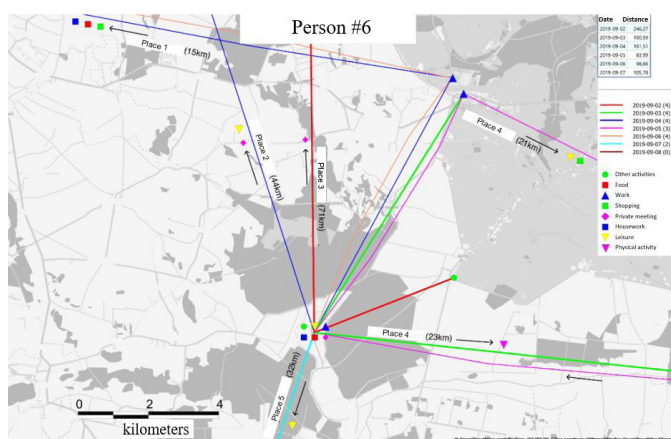 Person #6
Date Distance
2019-09-02 246,27
2019-09-03 100,59
2019-09-04 161,51
2019-09-05 83,99
2019-09-06 98,66
2019-09-07 105,78
Place 1 (15km)
Place 2 (44km)
Place 3 (71km)
Place 4 (21km)
2019-09-02 (4)
2019-09-03 (4)
2019-09-04 (4)
2019-09-05 (3)
2019-09-06 (4)
2019-09-07 (2)
2019-09-08 (0)
Other activities
Food
Work
Shopping
Private meeting
Housework
Leisure
Physical activity
Place 4 (23km)
Place 5 (32km)
0 2 4
kilometers